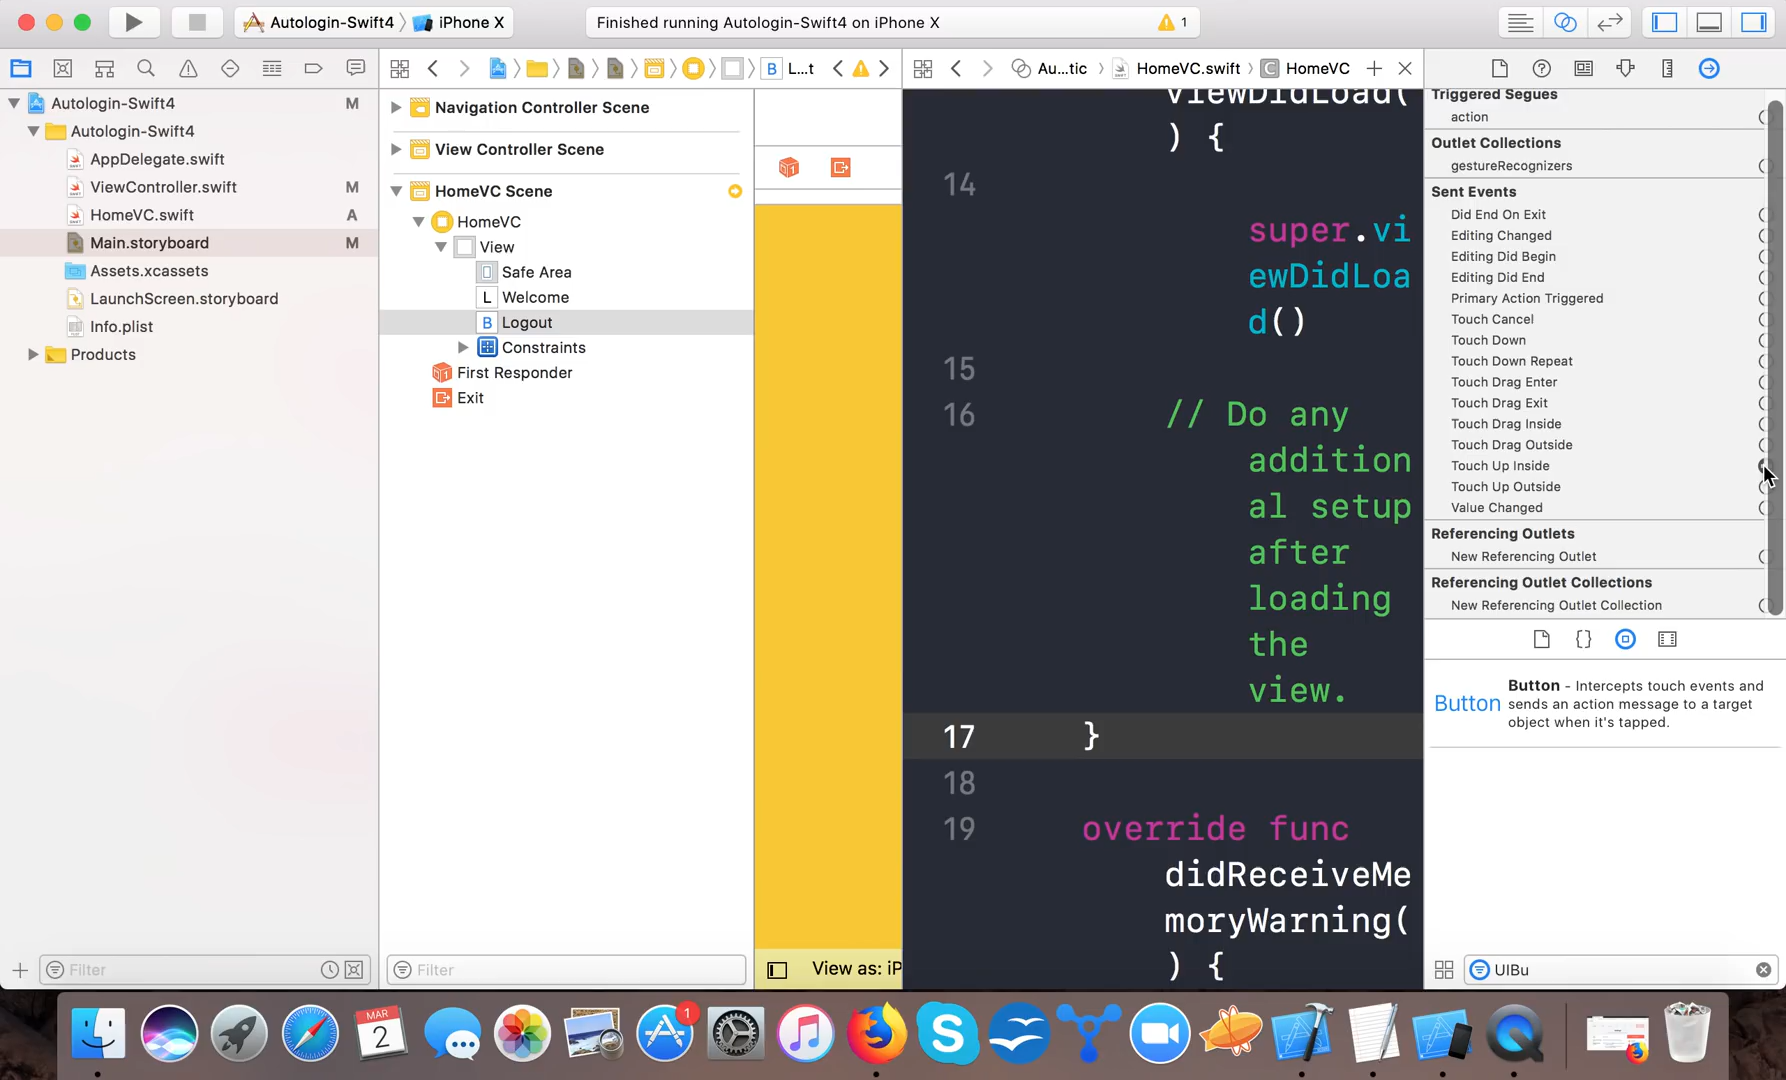 Autologin-Swift4
iPhone X
Finished running Autologin-Swift4 on iPhone X
1
L...t
Au...tic
HomeVC.swift
HomeVC
Autologin-Swift4
M
Autologin-Swift4
AppDelegate.swift
ViewController.swift
M
HomeVC.swift
A
Main.storyboard
M
Assets.xcassets
LaunchScreen.storyboard
Info.plist
Products
Filter
Navigation Controller Scene
View Controller Scene
HomeVC Scene
HomeVC
View
Safe Area
L Welcome
B Logout
Constraints
First Responder
Exit
Filter
View as: iP
viewDidLoad(
) {
14
super.vi
ewDidLoa
d()
15
16 // Do any
addition
al setup
after
loading
the
view.
17 }
18
19 override func
didReceiveMe
moryWarning(
) {
Triggered Segues
action
Outlet Collections
gestureRecognizers
Sent Events
Did End On Exit
Editing Changed
Editing Did Begin
Editing Did End
Primary Action Triggered
Touch Cancel
Touch Down
Touch Down Repeat
Touch Drag Enter
Touch Drag Exit
Touch Drag Inside
Touch Drag Outside
Touch Up Inside
Touch Up Outside
Value Changed
Referencing Outlets
New Referencing Outlet
Referencing Outlet Collections
New Referencing Outlet Collection
Button
Button - Intercepts touch events and
sends an action message to a target
object when it's tapped.
UIBu
MAR
2
1